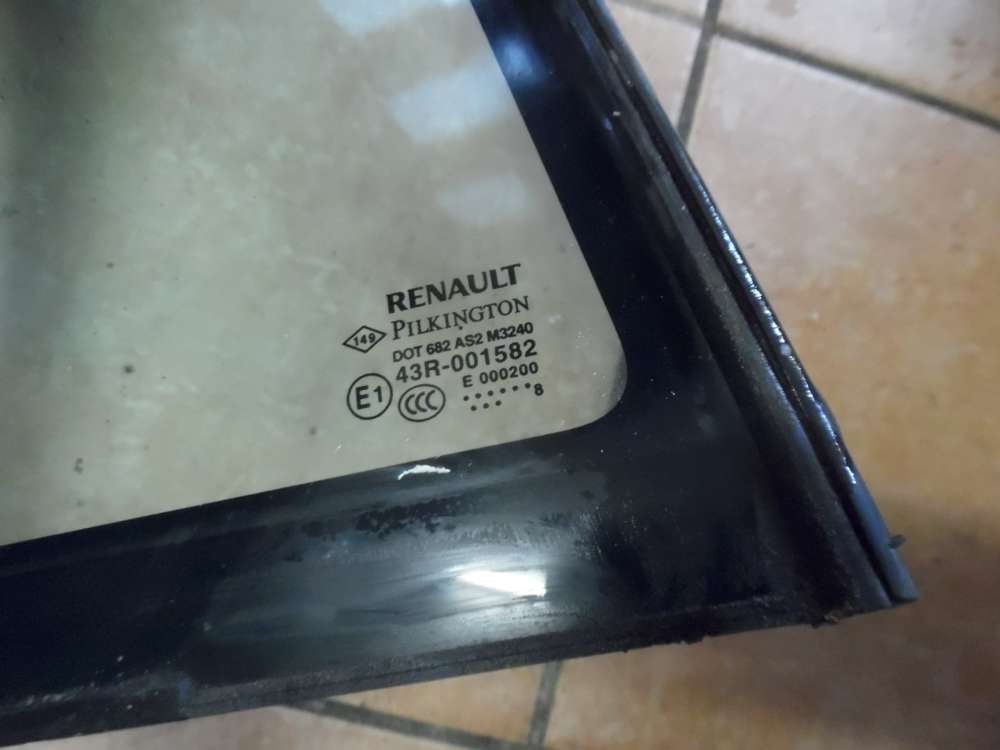 RENAULT
149 PILKINGTON
DOT 682 AS2 M3240
43R-001582
E1 CCC E 000200
8